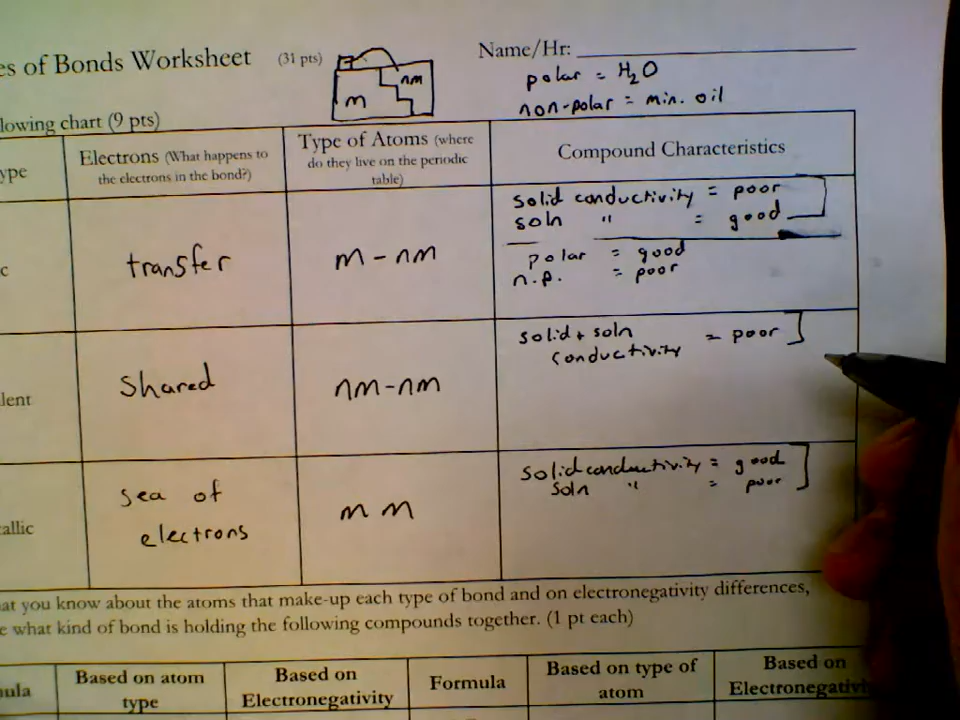 es of Bonds Worksheet (31 pts)
Name/Hr:
m nm
polar = H₂O
non-polar = min. oil
lowing chart (9 pts)
ype
Electrons (What happens to
the electrons in the bond?)
Type of Atoms (where
do they live on the periodic
table)
Compound Characteristics
c
transfer
m - nm
solid conductivity = poor
soln " = good
polar = good
n.p. = poor
lent
shared
nm-nm
solid + soln
conductivity = poor
allic
sea of
electrons
m m
solid conductivity = good
soln " = poor
at you know about the atoms that make-up each type of bond and on electronegativity differences,
e what kind of bond is holding the following compounds together. (1 pt each)
ula
Based on atom
type
Based on
Electronegativity
Formula
Based on type of
atom
Based on
Electronegativi